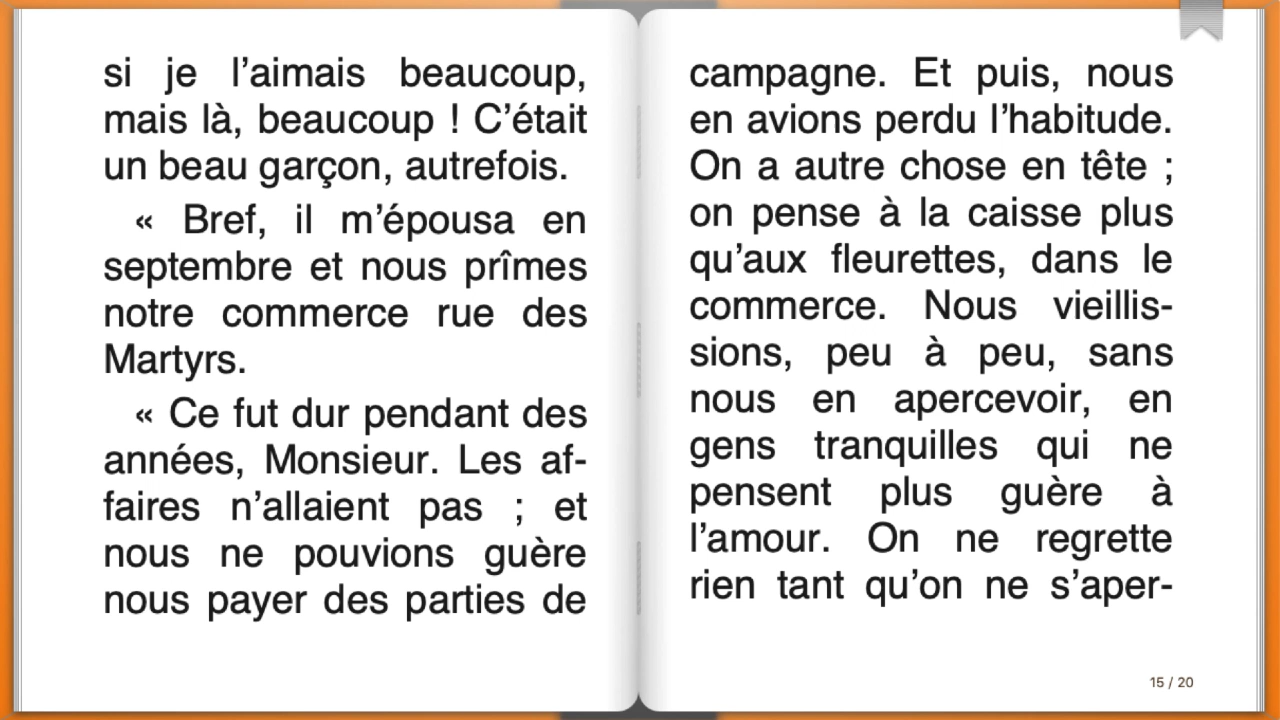 si je l’aimais beaucoup,
mais là, beaucoup ! C’était
un beau garçon, autrefois.
« Bref, il m’épousa en
septembre et nous prîmes
notre commerce rue des
Martyrs.
« Ce fut dur pendant des
années, Monsieur. Les af-
faires n’allaient pas ; et
nous ne pouvions guère
nous payer des parties de
campagne. Et puis, nous
en avions perdu l’habitude.
On a autre chose en tête ;
on pense à la caisse plus
qu’aux fleurettes, dans le
commerce. Nous vieillis-
sions, peu à peu, sans
nous en apercevoir, en
gens tranquilles qui ne
pensent plus guère à
l’amour. On ne regrette
rien tant qu’on ne s’aper-
15 / 20